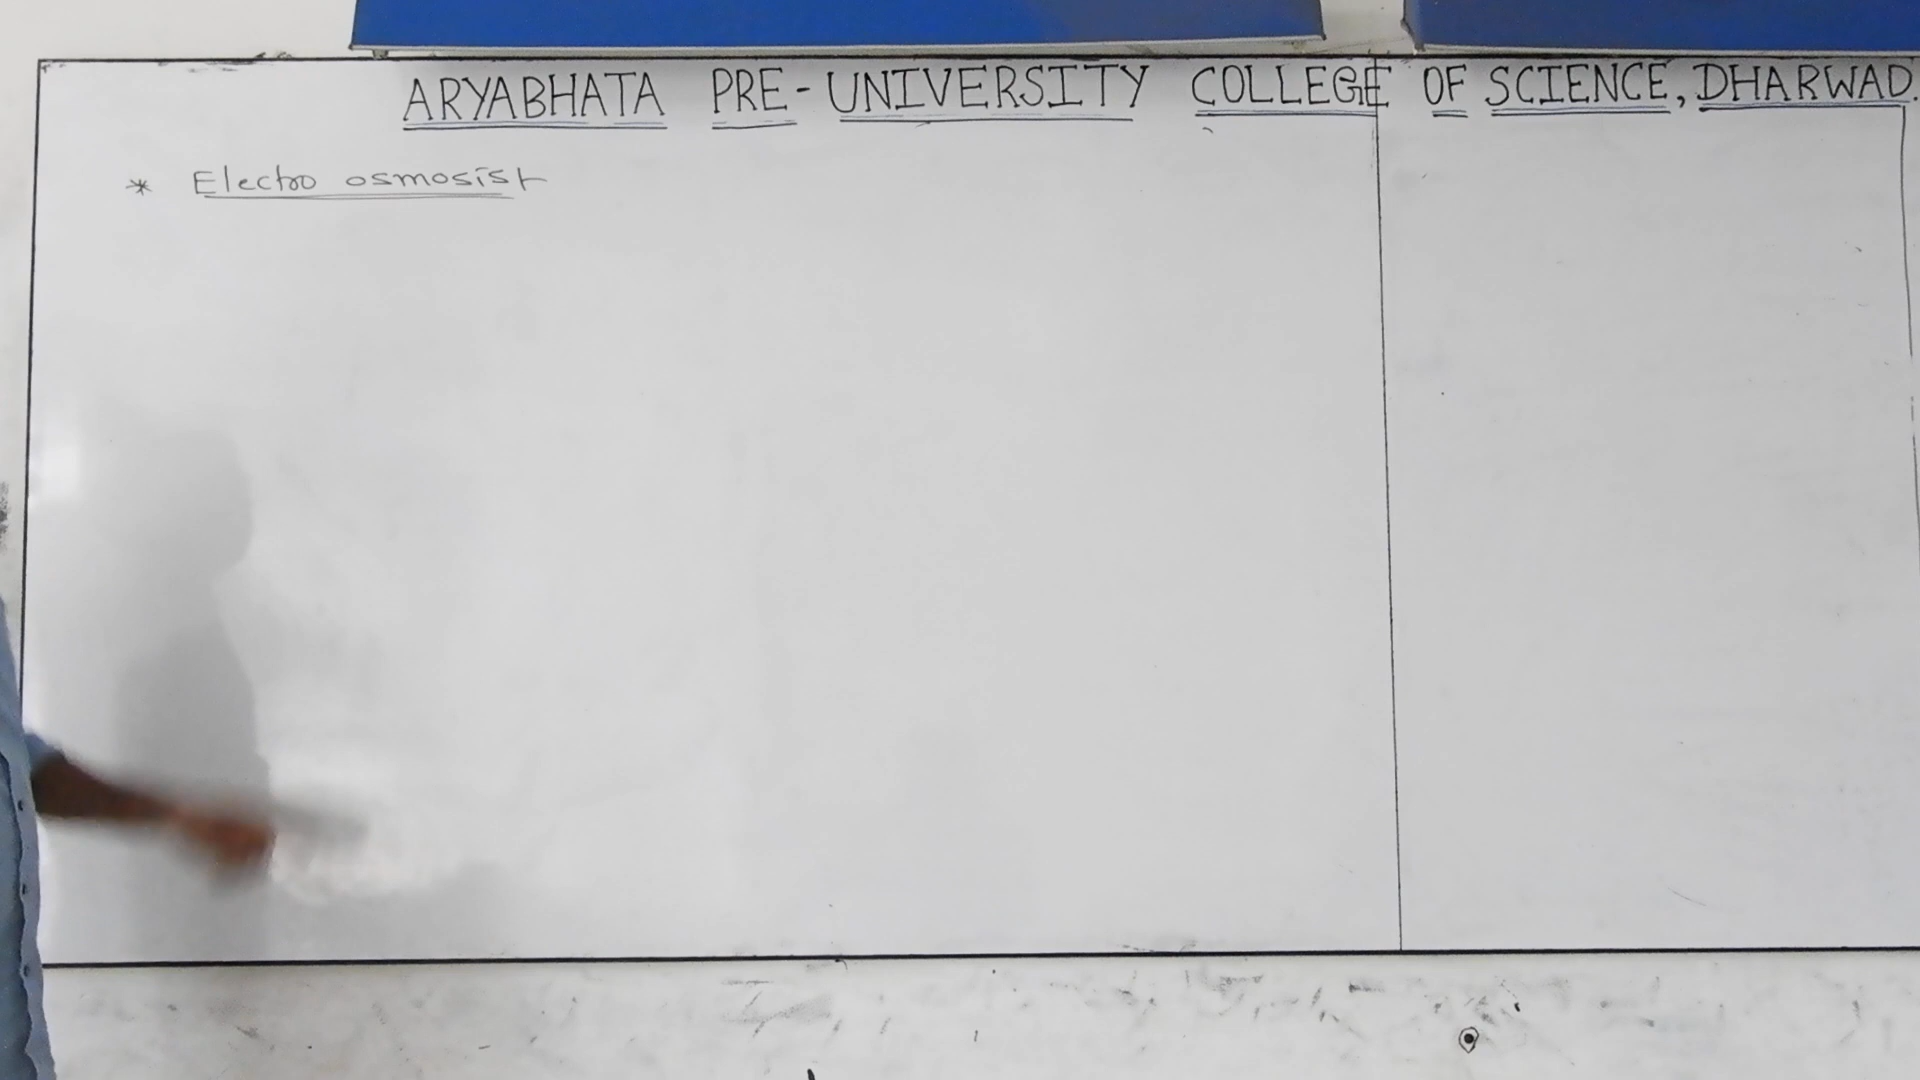 ARYABHATA PRE-UNIVERSITY COLLEGE OF SCIENCE, DHARWAD.
* Electro osmosis:-